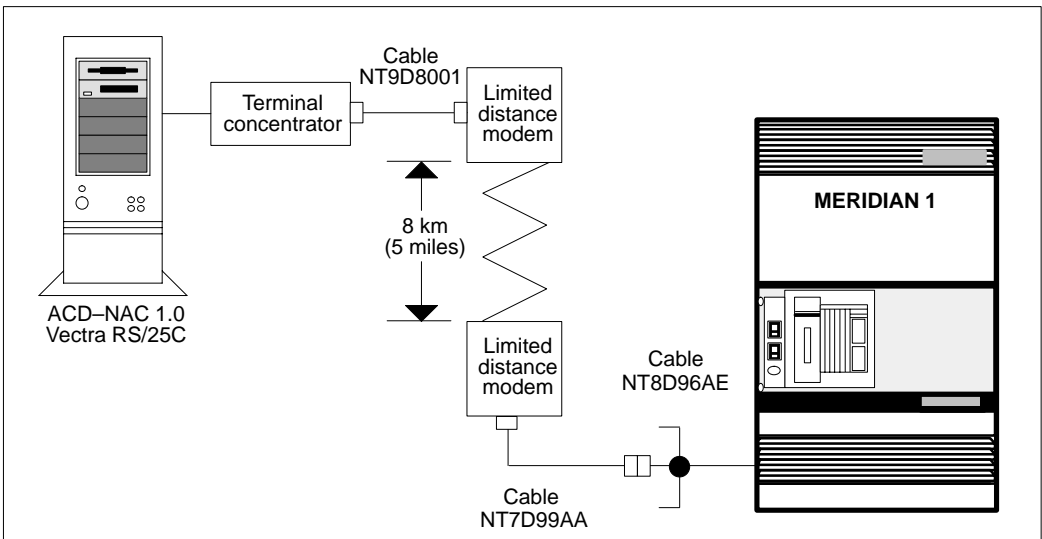 Cable
NT9D8001
Terminal
concentrator
Limited
distance
modem
MERIDIAN 1
8 km
(5 miles)
ACD–NAC 1.0
Vectra RS/25C
Limited
distance
modem
Cable
NT8D96AE
Cable
NT7D99AA